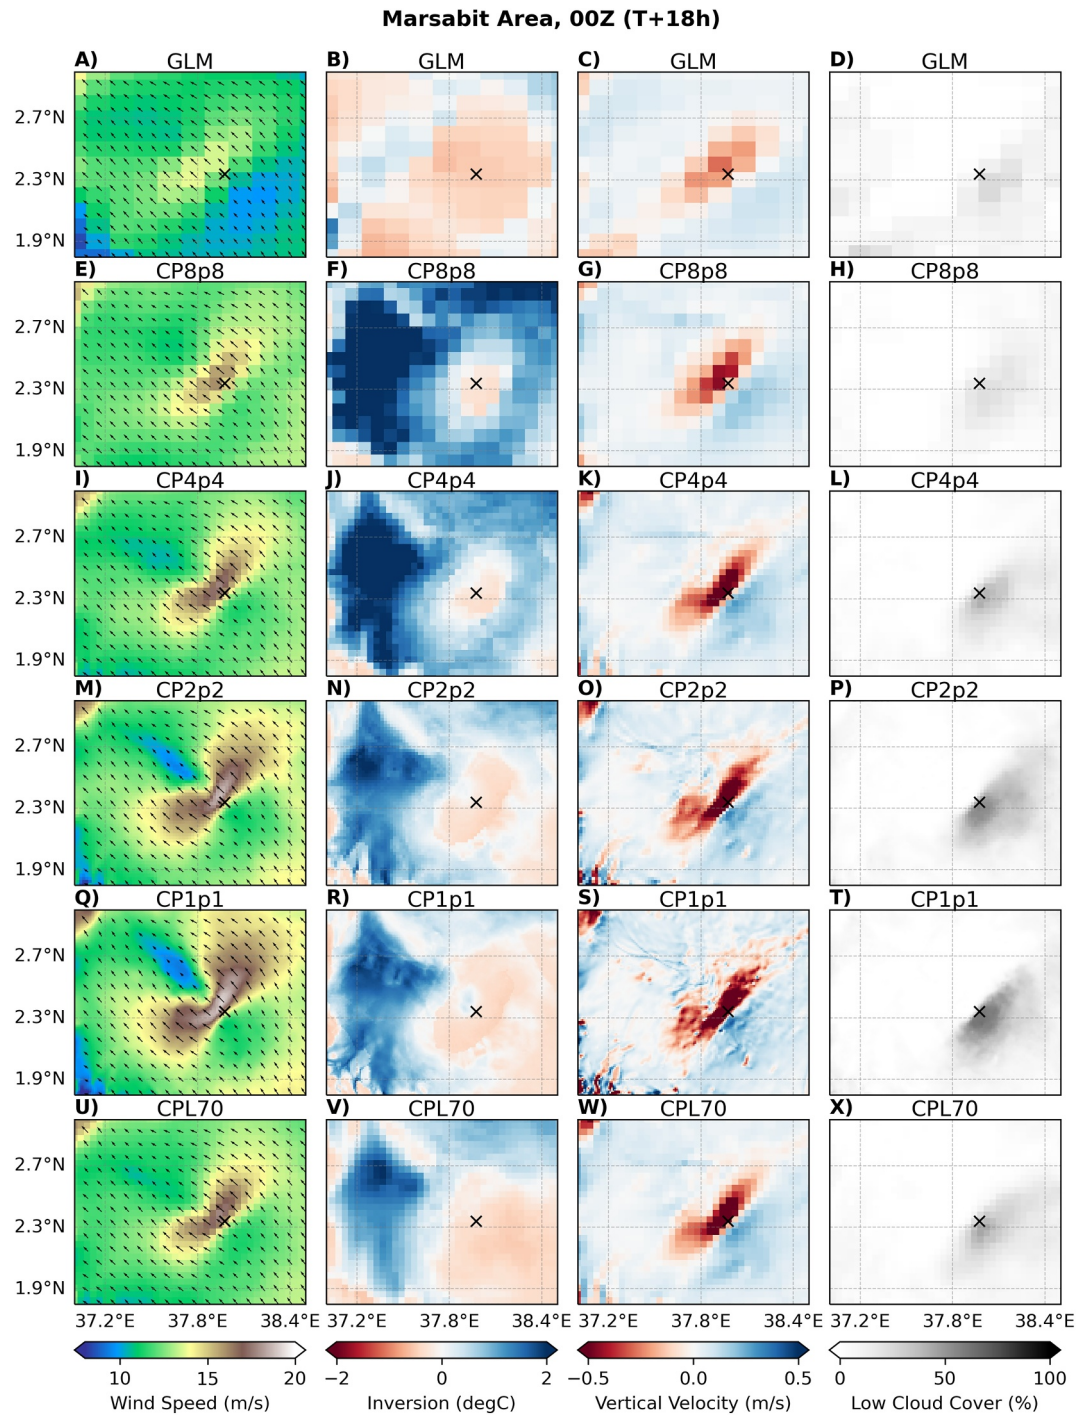 Marsabit Area, 00Z (T+18h)
A) GLM B) GLM C) GLM D) GLM
2.7°N
2.3°N
1.9°N
E) CP8p8 F) CP8p8 G) CP8p8 H) CP8p8
2.7°N
2.3°N
1.9°N
I) CP4p4 J) CP4p4 K) CP4p4 L) CP4p4
2.7°N
2.3°N
1.9°N
M) CP2p2 N) CP2p2 O) CP2p2 P) CP2p2
2.7°N
2.3°N
1.9°N
Q) CP1p1 R) CP1p1 S) CP1p1 T) CP1p1
2.7°N
2.3°N
1.9°N
U) CPL70 V) CPL70 W) CPL70 X) CPL70
2.7°N
2.3°N
1.9°N
37.2°E 37.8°E 38.4°E 37.2°E 37.8°E 38.4°E 37.2°E 37.8°E 38.4°E 37.2°E 37.8°E 38.4°E
10 15 20 −2 0 2 −0.5 0.0 0.5 0 50 100
Wind Speed (m/s) Inversion (degC) Vertical Velocity (m/s) Low Cloud Cover (%)